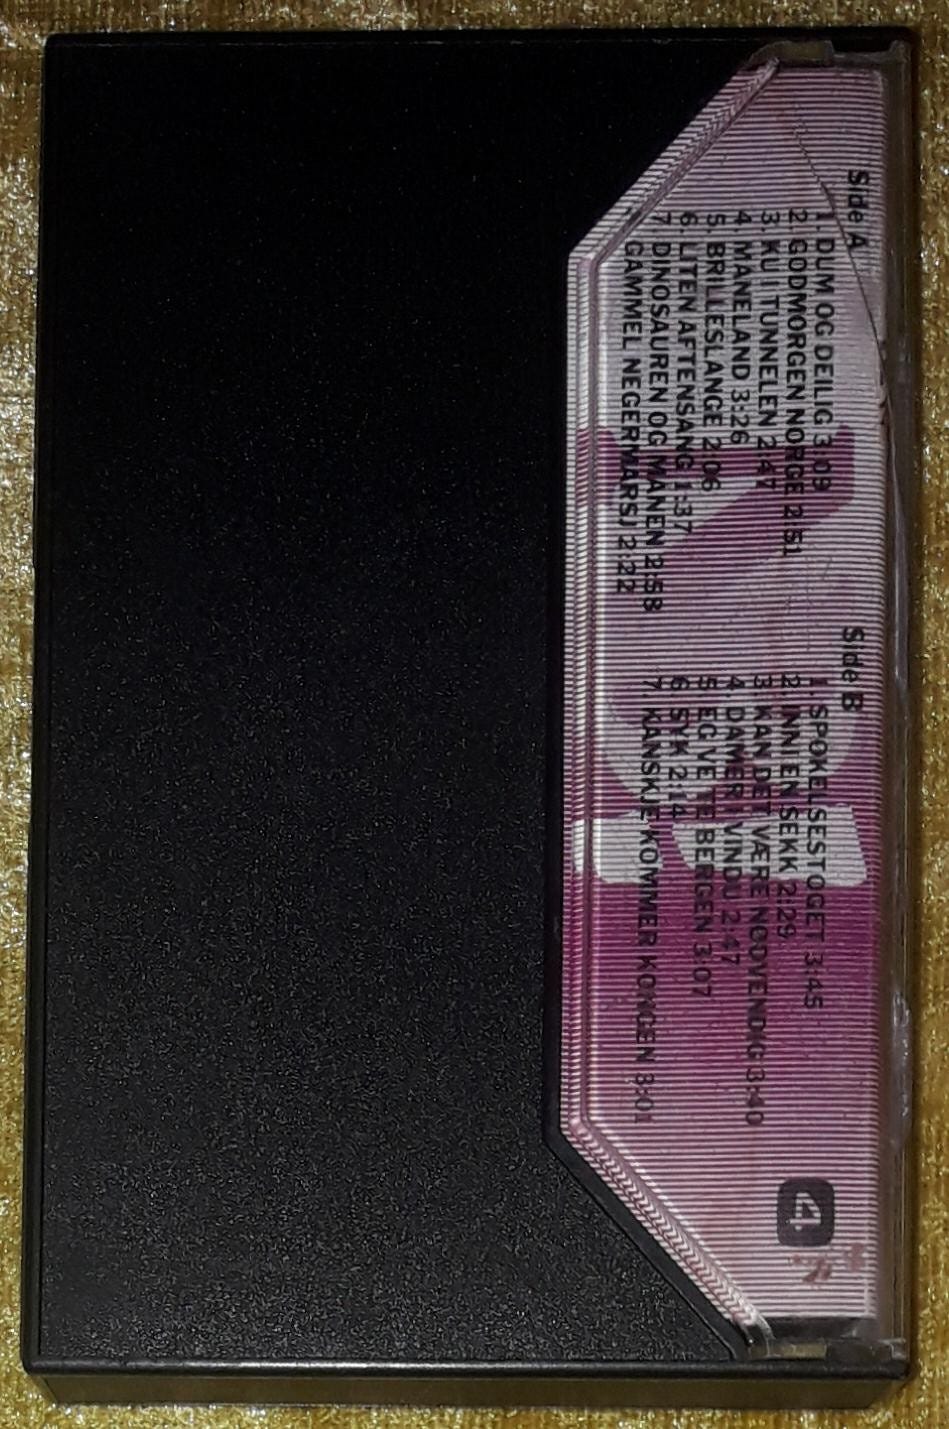 Side A
1. DUM OG DEILIG 3:09
2. GODMORGEN NORGE 2:51
3. KU I TUNNELEN 2:47
4. MÅNELAND 3:26
5. BRILLESLANGE 2:06
6. LITEN AFTENSANG 1:37
7. DINOSAUREN OG MÅNEN 2:58
GAMMEL NEGERMARSJ 2:22
Side B
1. SPØKELSESTOGET 3:45
2. INNI EN SEKK 2:29
3. KAN DET VÆRE NØDVENDIG 3:40
4. DAMER I VINDU 2:47
5. EG VE TE BERGEN 3:07
6. SYK 2:14
7. KANSKJE KOMMER KONGEN 3:01
4